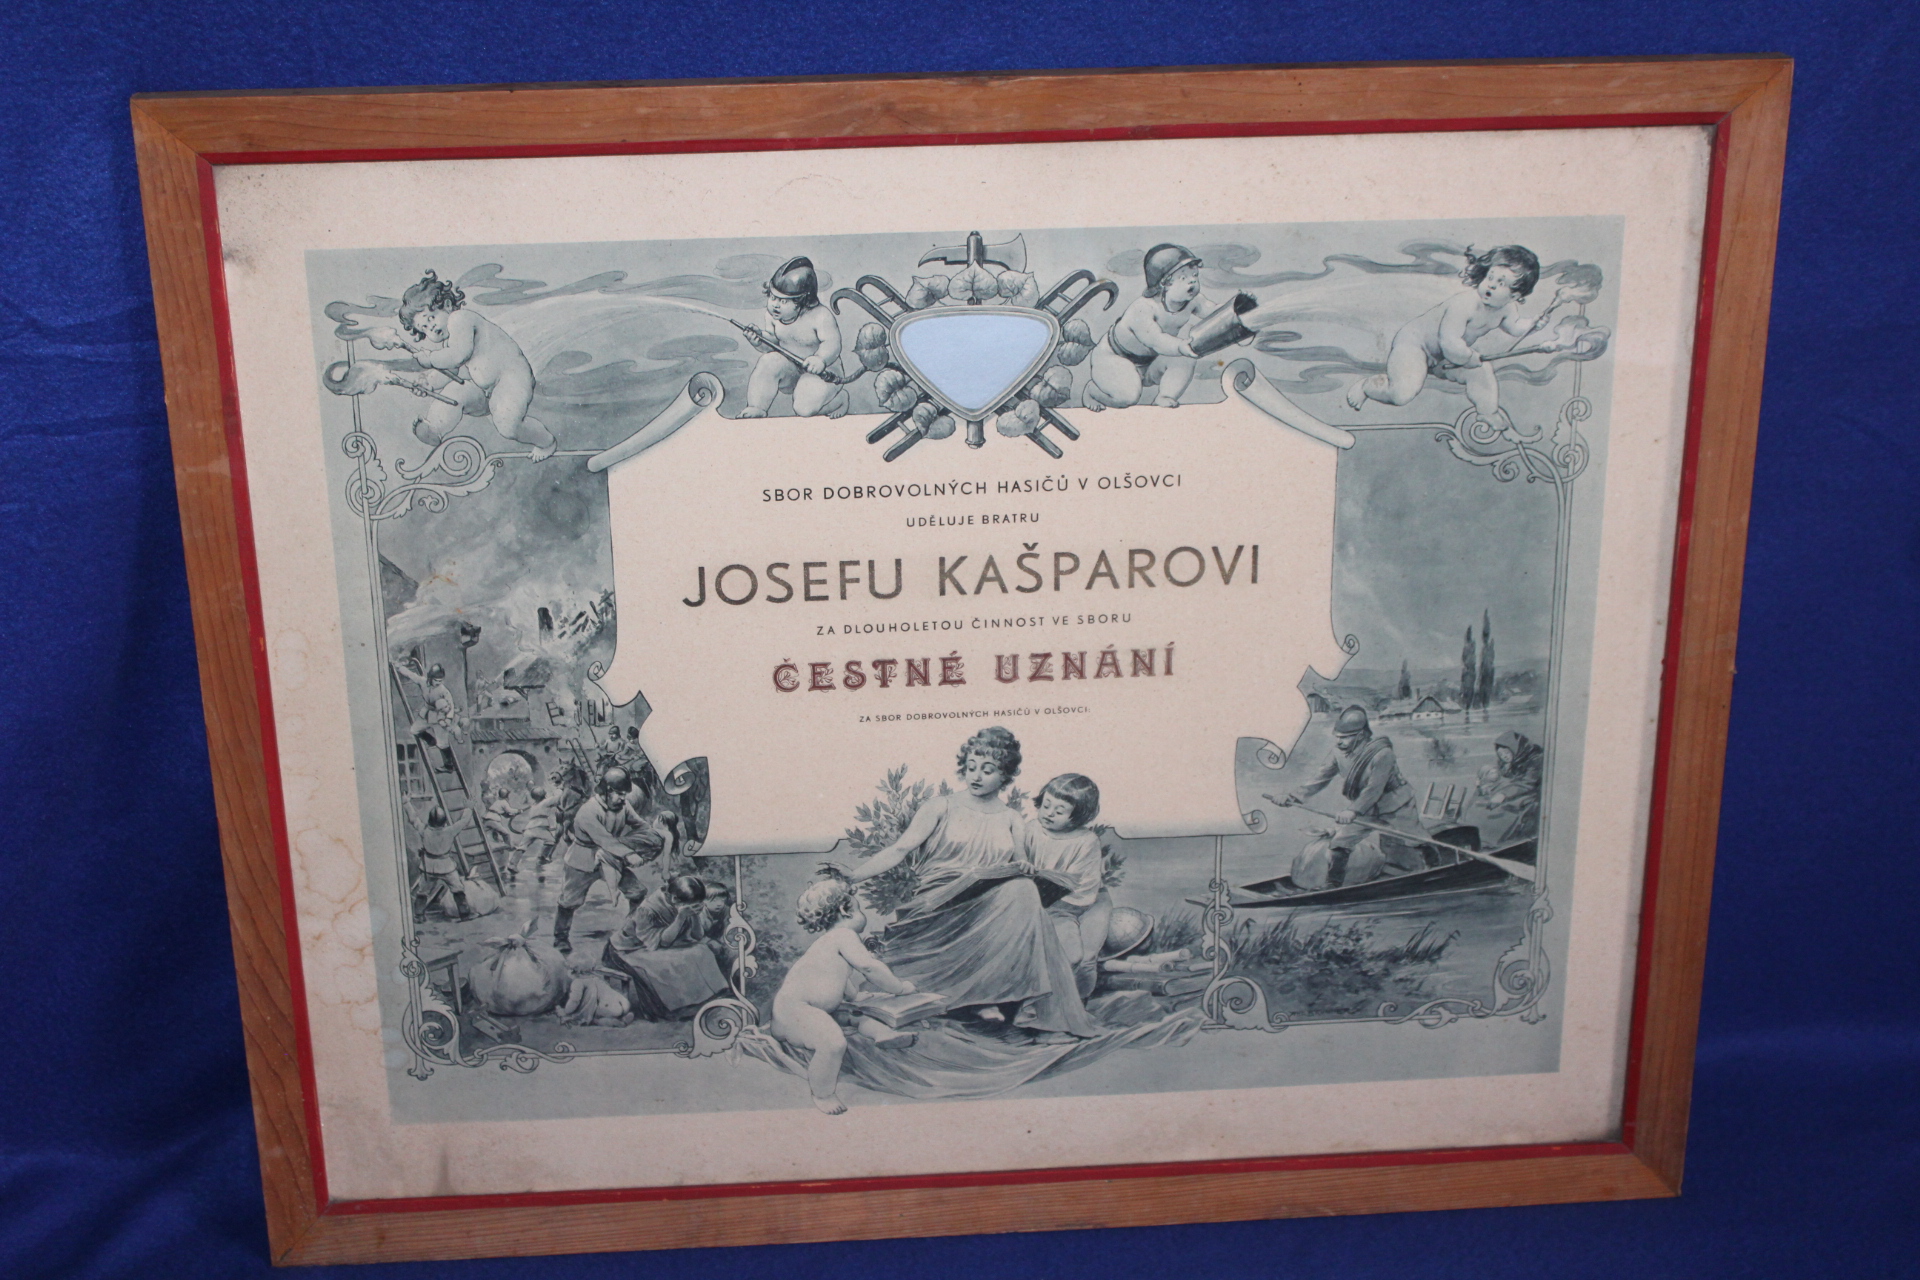 SBOR DOBROVOLNÝCH HASIČŮ V OLŠOVCI
UDĚLUJE BRATRU
JOSEFU KAŠPAROVI
ZA DLOUHOLETOU ČINNOST VE SBORU
ČESTNÉ UZNÁNÍ
ZA SBOR DOBROVOLNÝCH HASIČŮ V OLŠOVCI: